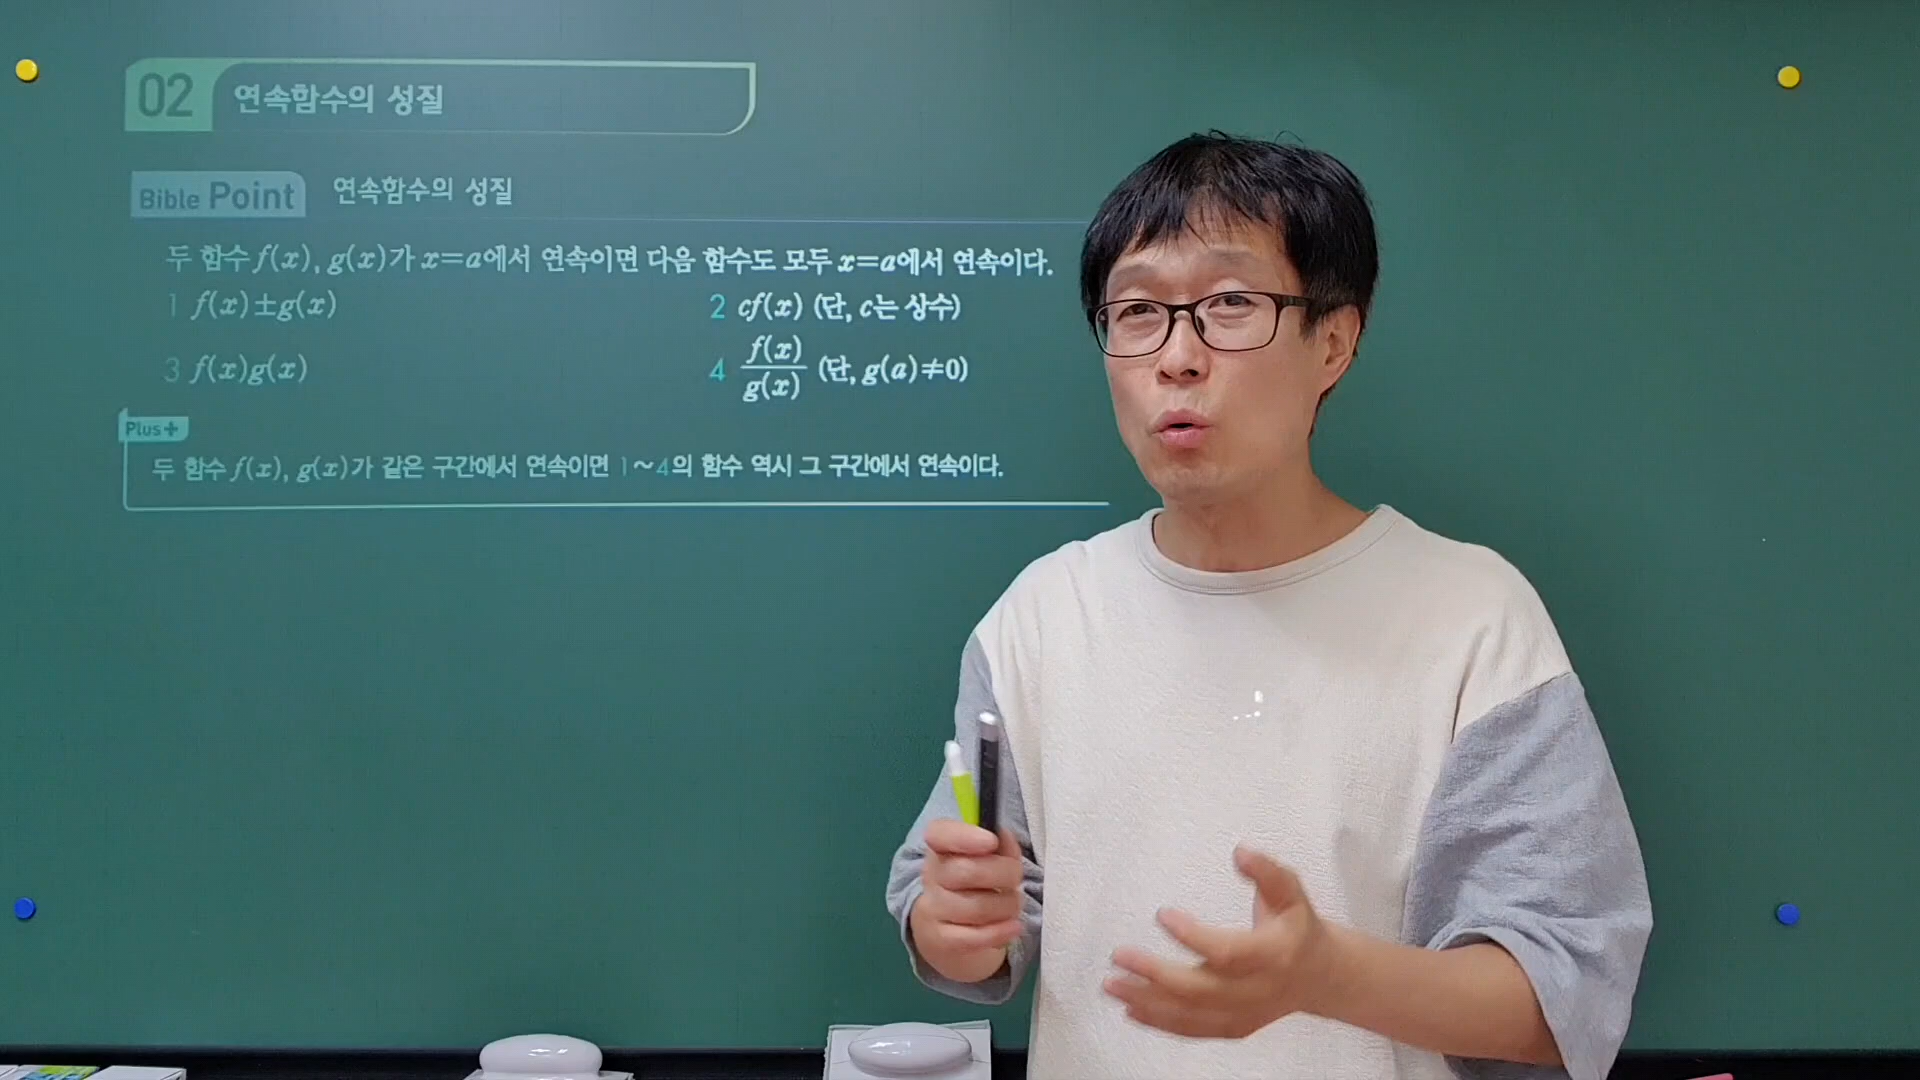 02 연속함수의 성질
Bible Point 연속함수의 성질
두 함수 f(x), g(x)가 x=a에서 연속이면 다음 함수도 모두 x=a에서 연속이다.
1 f(x)±g(x) 2 cf(x) (단, c는 상수)
3 f(x)g(x) 4 f(x)/g(x) (단, g(a)≠0)
Plus+
두 함수 f(x), g(x)가 같은 구간에서 연속이면 1~4의 함수 역시 그 구간에서 연속이다.